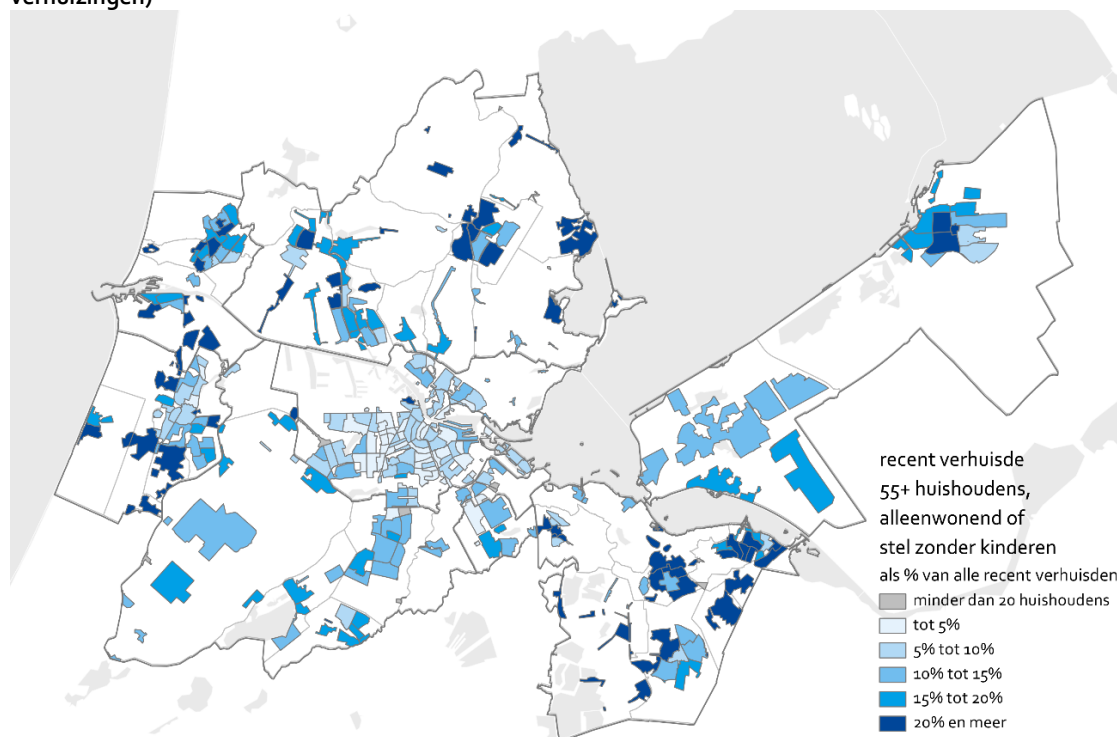 verhuizingen)
recent verhuisde
55+ huishoudens,
alleenwonend of
stel zonder kinderen
als % van alle recent verhuisden
minder dan 20 huishoudens
tot 5%
5% tot 10%
10% tot 15%
15% tot 20%
20% en meer